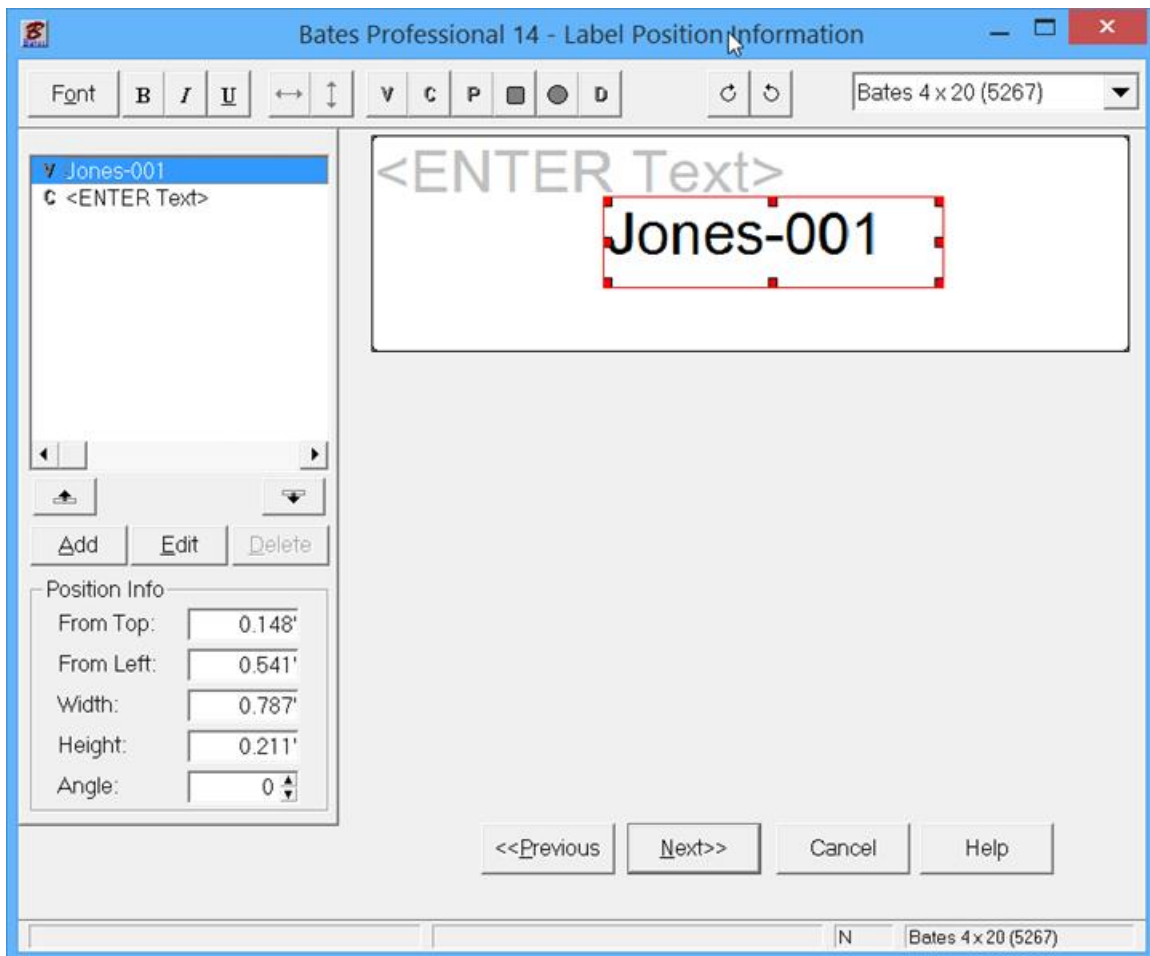 Bates
Bates Professional 14 - Label Position Information
Font B I U V C P D Bates 4 x 20 (5267)
V Jones-001
C <ENTER Text>
<ENTER Text>
Jones-001
Add Edit Delete
Position Info
From Top: 0.148'
From Left: 0.541'
Width: 0.787'
Height: 0.211'
Angle: 0
<<Previous Next>> Cancel Help
N Bates 4 x 20 (5267)